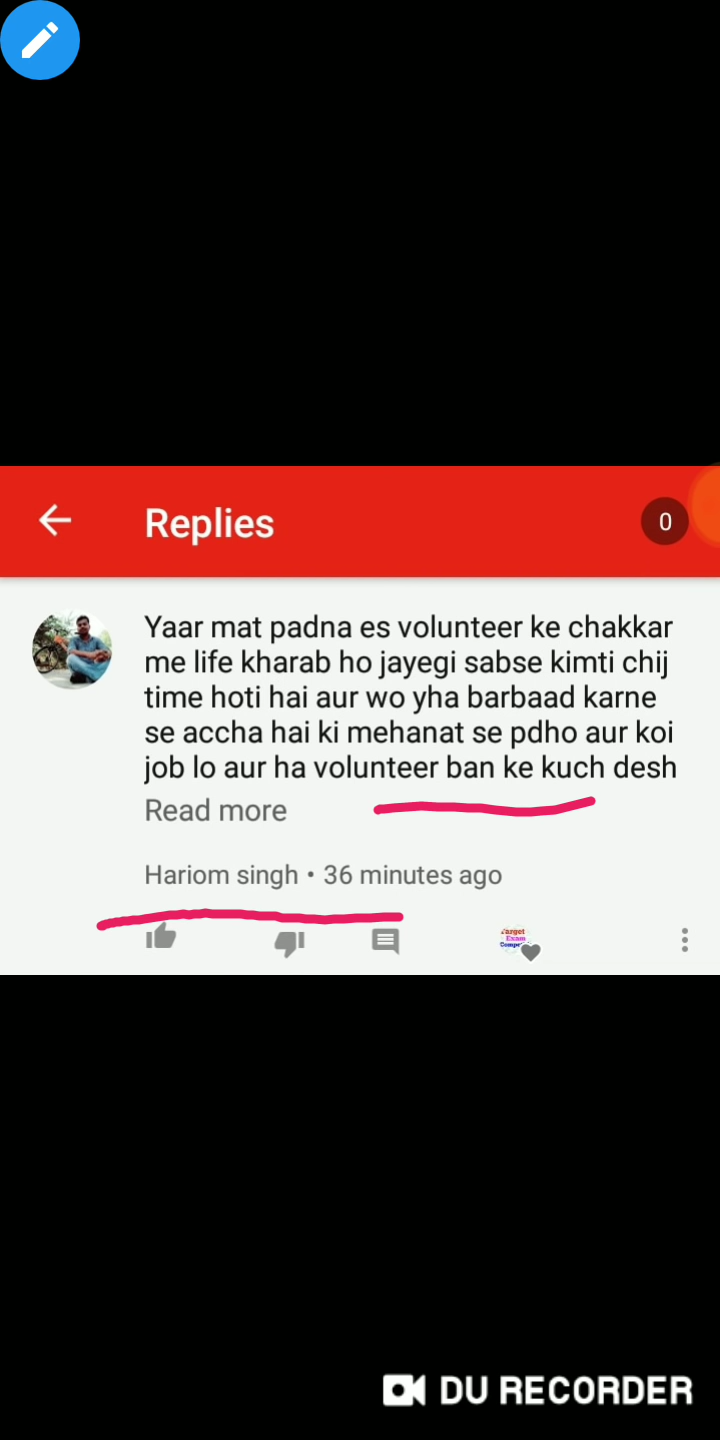 Replies
0
Yaar mat padna es volunteer ke chakkar
me life kharab ho jayegi sabse kimti chij
time hoti hai aur wo yha barbaad karne
se accha hai ki mehanat se pdho aur koi
job lo aur ha volunteer ban ke kuch desh
Read more
Hariom singh • 36 minutes ago
Target
Exam
DU RECORDER